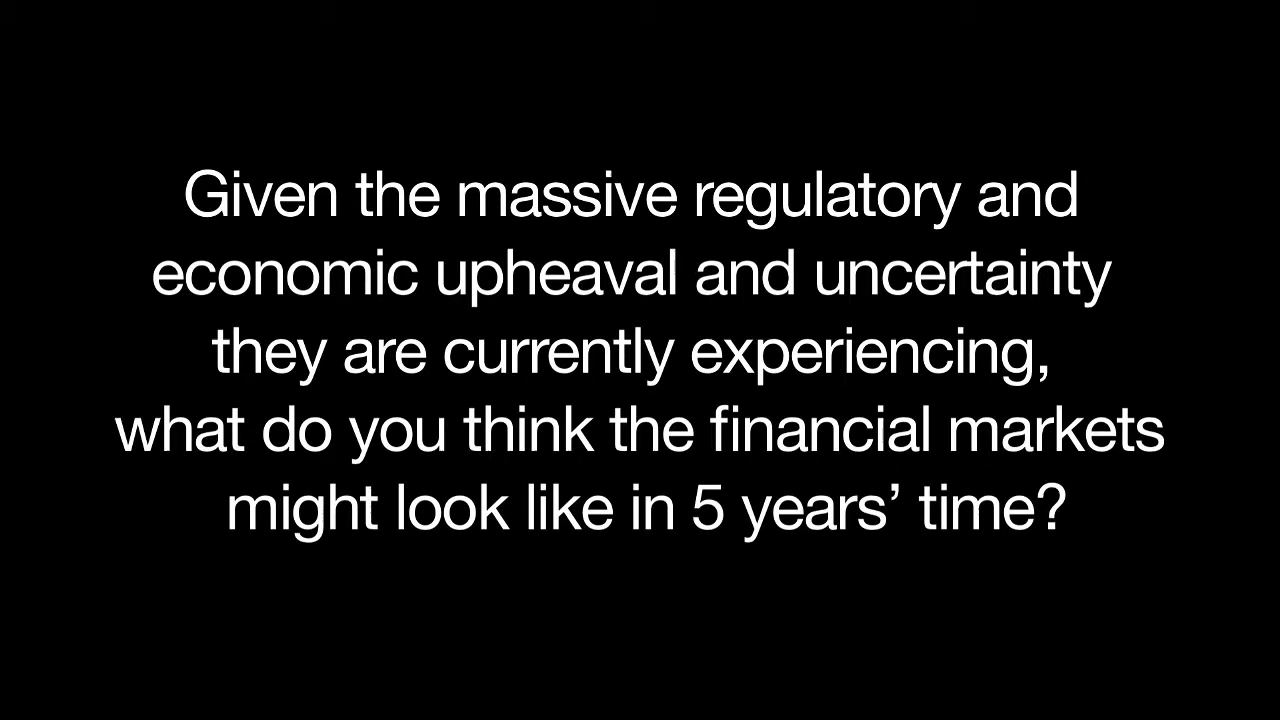 Given the massive regulatory and
economic upheaval and uncertainty
they are currently experiencing,
what do you think the financial markets
might look like in 5 years’ time?